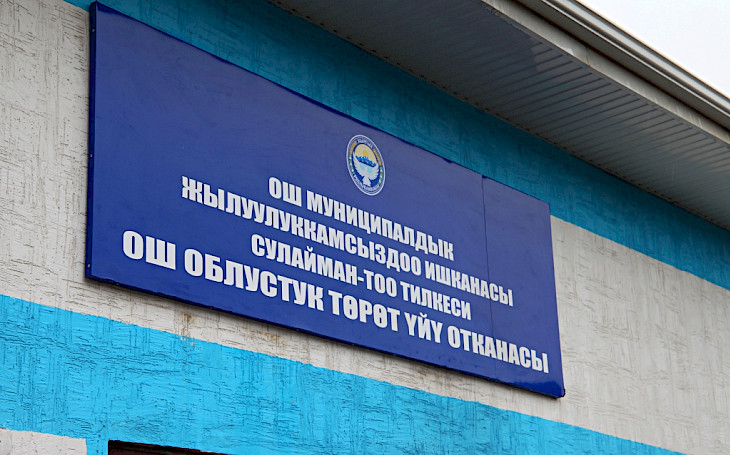 ОШ МУНИЦИПАЛДЫК
ЖЫЛУУЛУККАМСЫЗДОО ИШКАНАСЫ
СУЛАЙМАН-ТОО ТИЛКЕСИ
ОШ ОБЛУСТУК ТӨРӨТ ҮЙҮ ОТКАНАСЫ